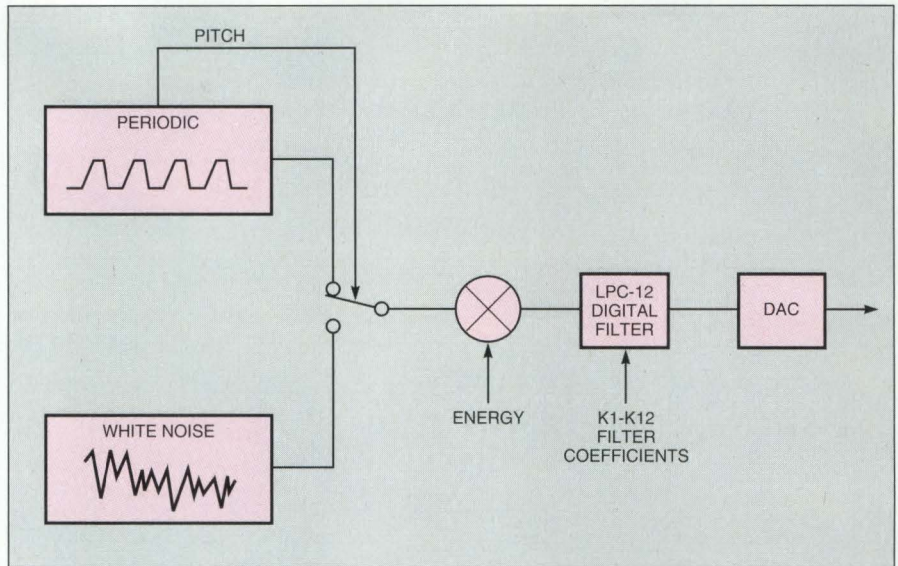 PITCH
PERIODIC
WHITE NOISE
ENERGY
LPC-12
DIGITAL
FILTER
K1-K12
FILTER
COEFFICIENTS
DAC